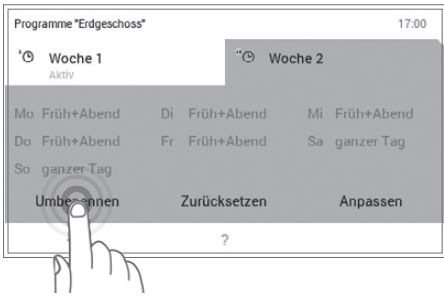 Programme "Erdgeschoss" 17:00
Woche 1 Woche 2
Aktiv
Mo Früh+Abend Di Früh+Abend Mi Früh+Abend
Do Früh+Abend Fr Früh+Abend Sa ganzer Tag
So ganzer Tag
Umbenennen Zurücksetzen Anpassen
?